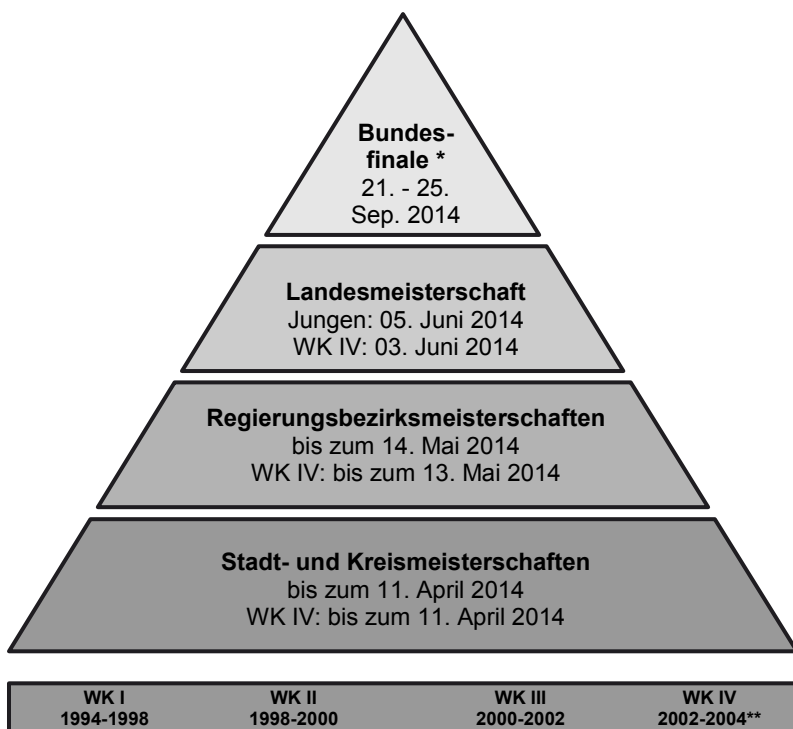 Bundes-
finale *
21. - 25.
Sep. 2014
Landesmeisterschaft
Jungen: 05. Juni 2014
WK IV: 03. Juni 2014
Regierungsbezirksmeisterschaften
bis zum 14. Mai 2014
WK IV: bis zum 13. Mai 2014
Stadt- und Kreismeisterschaften
bis zum 11. April 2014
WK IV: bis zum 11. April 2014
WK I WK II WK III WK IV
1994-1998 1998-2000 2000-2002 2002-2004**